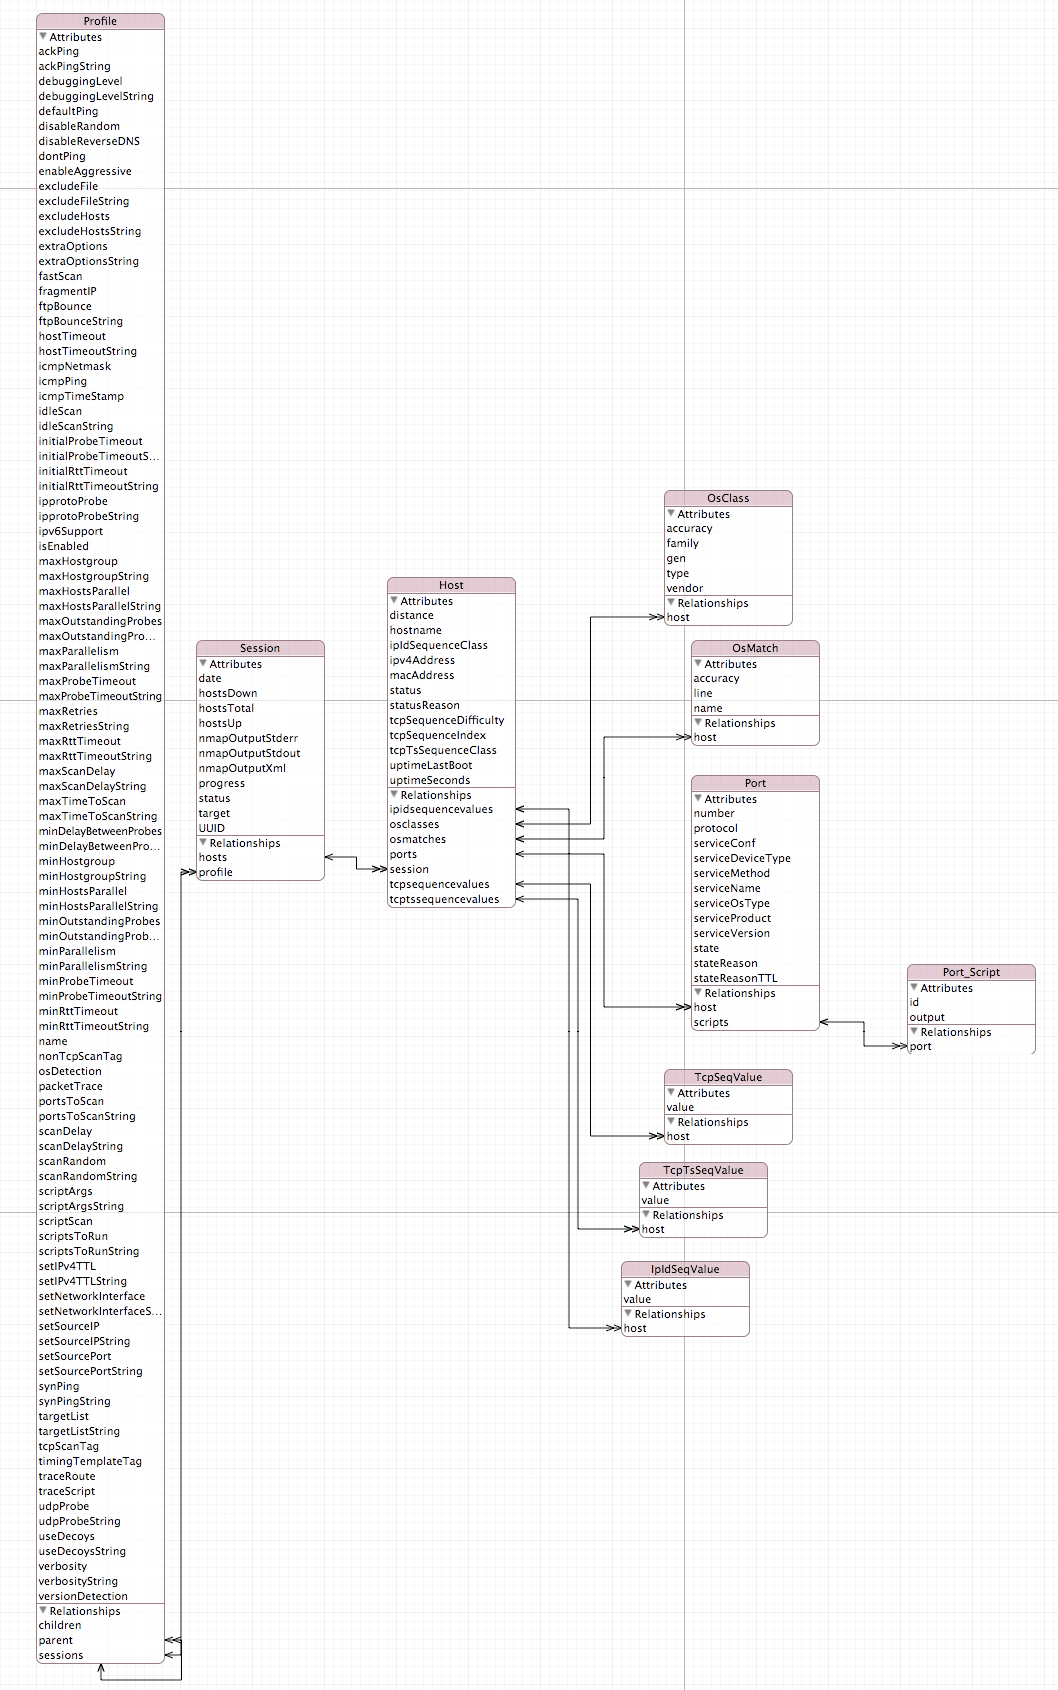 Profile
Attributes
ackPing
ackPingString
debuggingLevel
debuggingLevelString
defaultPing
disableRandom
disableReverseDNS
dontPing
enableAggressive
excludeFile
excludeFileString
excludeHosts
excludeHostsString
extraOptions
extraOptionsString
fastScan
fragmentIP
ftpBounce
ftpBounceString
hostTimeout
hostTimeoutString
icmpNetmask
icmpPing
icmpTimeStamp
idleScan
idleScanString
initialProbeTimeout
initialProbeTimeoutS...
initialRttTimeout
initialRttTimeoutString
ipprotoProbe
ipprotoProbeString
ipv6Support
isEnabled
maxHostgroup
maxHostgroupString
maxHostsParallel
maxHostsParallelString
maxOutstandingProbes
maxOutstandingPro...
maxParallelism
maxParallelismString
maxProbeTimeout
maxProbeTimeoutString
maxRetries
maxRetriesString
maxRttTimeout
maxRttTimeoutString
maxScanDelay
maxScanDelayString
maxTimeToScan
maxTimeToScanString
minDelayBetweenProbes
minDelayBetweenPro...
minHostgroup
minHostgroupString
minHostsParallel
minHostsParallelString
minOutstandingProbes
minOutstandingProb...
minParallelism
minParallelismString
minProbeTimeout
minProbeTimeoutString
minRttTimeout
minRttTimeoutString
name
nonTcpScanTag
osDetection
packetTrace
portsToScan
portsToScanString
scanDelay
scanDelayString
scanRandom
scanRandomString
scriptArgs
scriptArgsString
scriptScan
scriptsToRun
scriptsToRunString
setIPv4TTL
setIPv4TTLString
setNetworkInterface
setNetworkInterfaceS...
setSourceIP
setSourceIPString
setSourcePort
setSourcePortString
synPing
synPingString
targetList
targetListString
tcpScanTag
timingTemplateTag
traceRoute
traceScript
udpProbe
udpProbeString
useDecoys
useDecoysString
verbosity
verbosityString
versionDetection
Relationships
children
parent
sessions
Session
Attributes
date
hostsDown
hostsTotal
hostsUp
nmapOutputStderr
nmapOutputStdout
nmapOutputXml
progress
status
target
UUID
Relationships
hosts
profile
Host
Attributes
distance
hostname
ipIdSequenceClass
ipv4Address
macAddress
status
statusReason
tcpSequenceDifficulty
tcpSequenceIndex
tcpTsSequenceClass
uptimeLastBoot
uptimeSeconds
Relationships
ipidsequencevalues
osclasses
osmatches
ports
session
tcpsequencevalues
tcptssequencevalues
OsClass
Attributes
accuracy
family
gen
type
vendor
Relationships
host
OsMatch
Attributes
accuracy
line
name
Relationships
host
Port
Attributes
number
protocol
serviceConf
serviceDeviceType
serviceMethod
serviceName
serviceOsType
serviceProduct
serviceVersion
state
stateReason
stateReasonTTL
Relationships
host
scripts
Port_Script
Attributes
id
output
Relationships
port
TcpSeqValue
Attributes
value
Relationships
host
TcpTsSeqValue
Attributes
value
Relationships
host
IpIdSeqValue
Attributes
value
Relationships
host